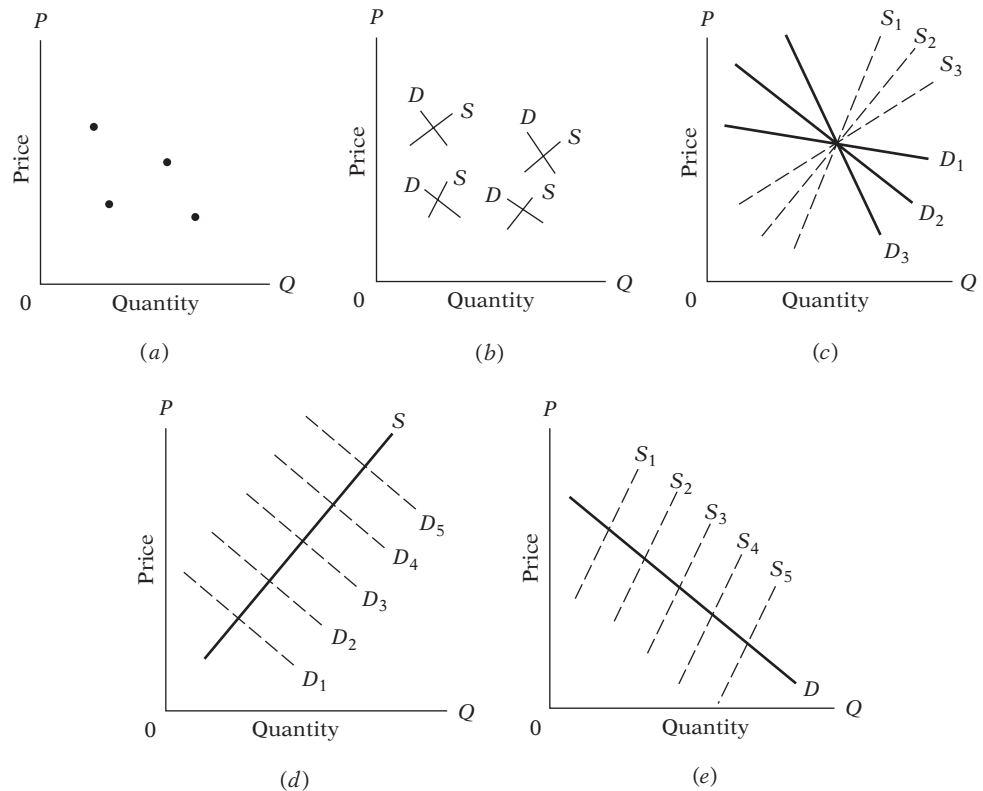 P
Price
0
Quantity
Q
(a)
P
Price
D
S
D
S
D
S
D
S
0
Quantity
Q
(b)
P
Price
S1
S2
S3
D1
D2
D3
0
Quantity
Q
(c)
P
Price
S
D5
D4
D3
D2
D1
0
Quantity
Q
(d)
P
Price
S1
S2
S3
S4
S5
D
0
Quantity
Q
(e)